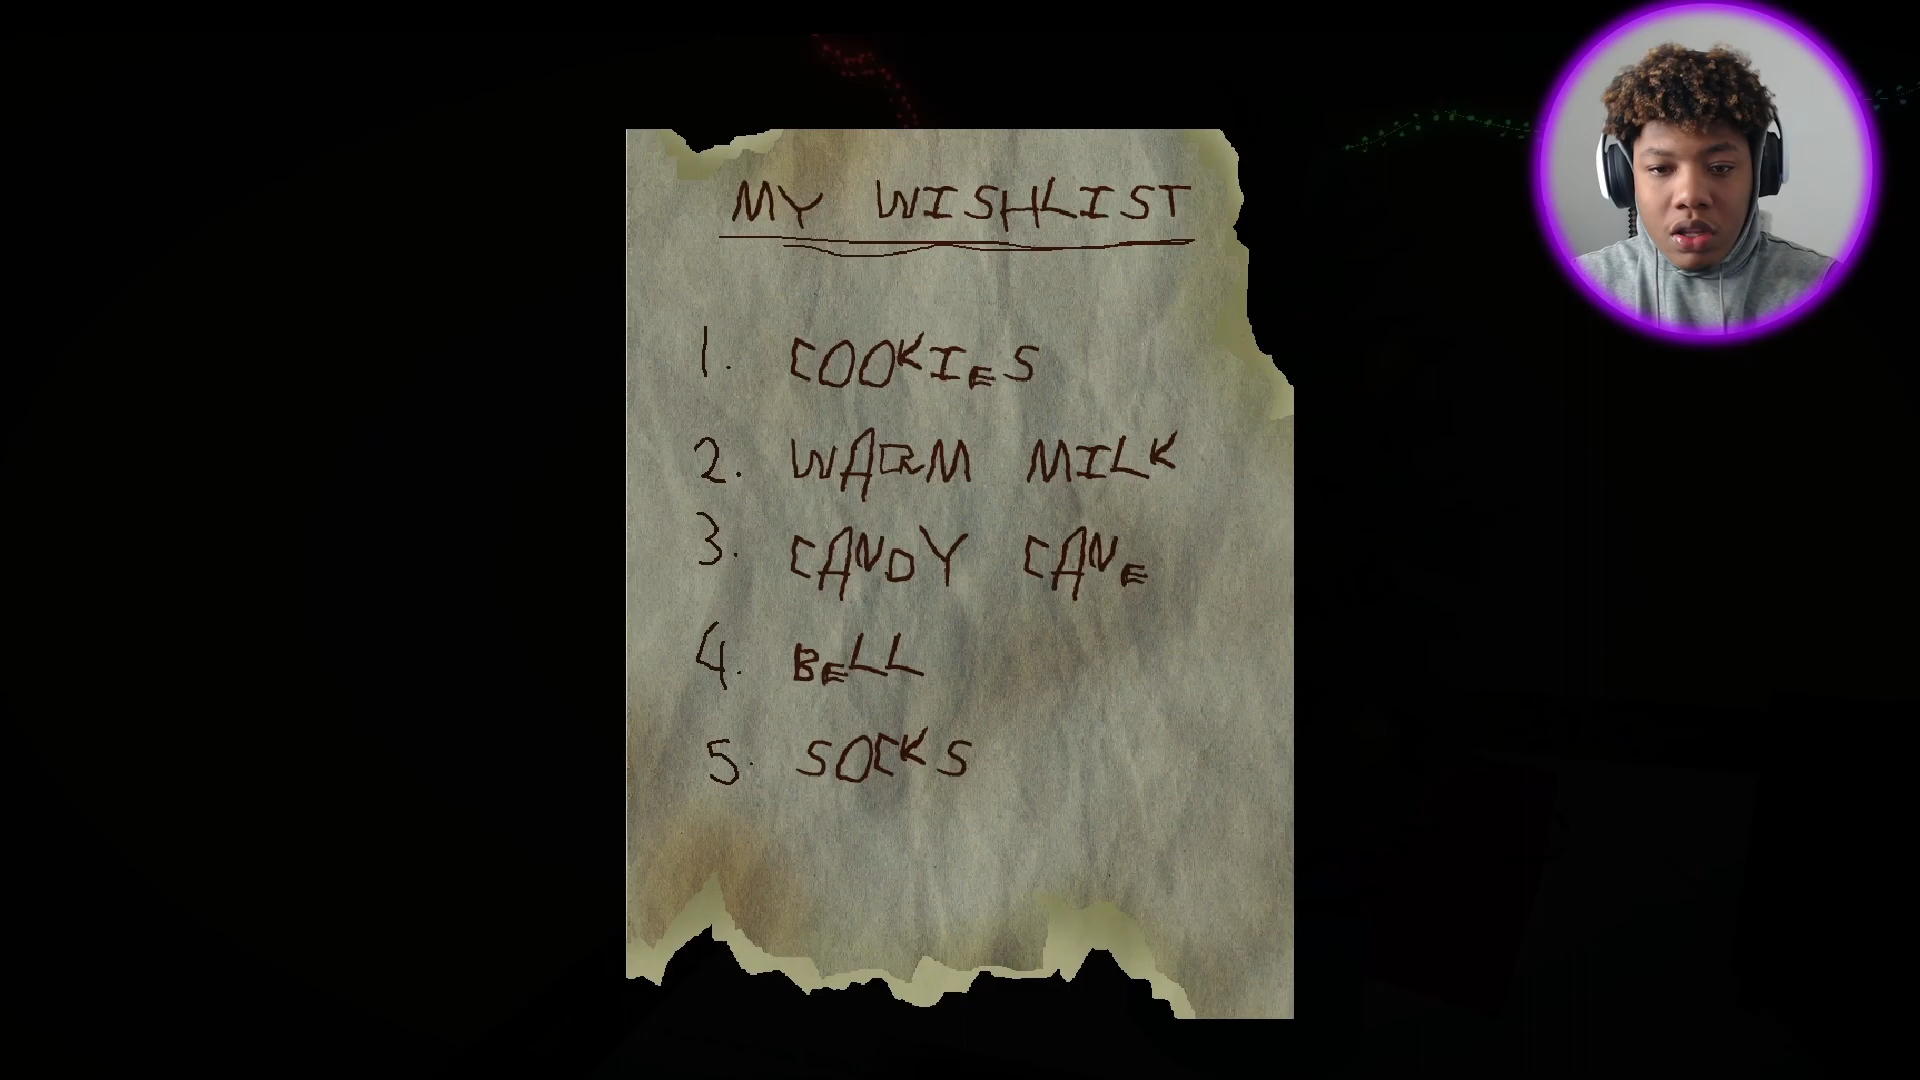 MY WISHLIST
1. COOKIES
2. WARM MILK
3. CANDY CANE
4. BELL
5. SOCKS